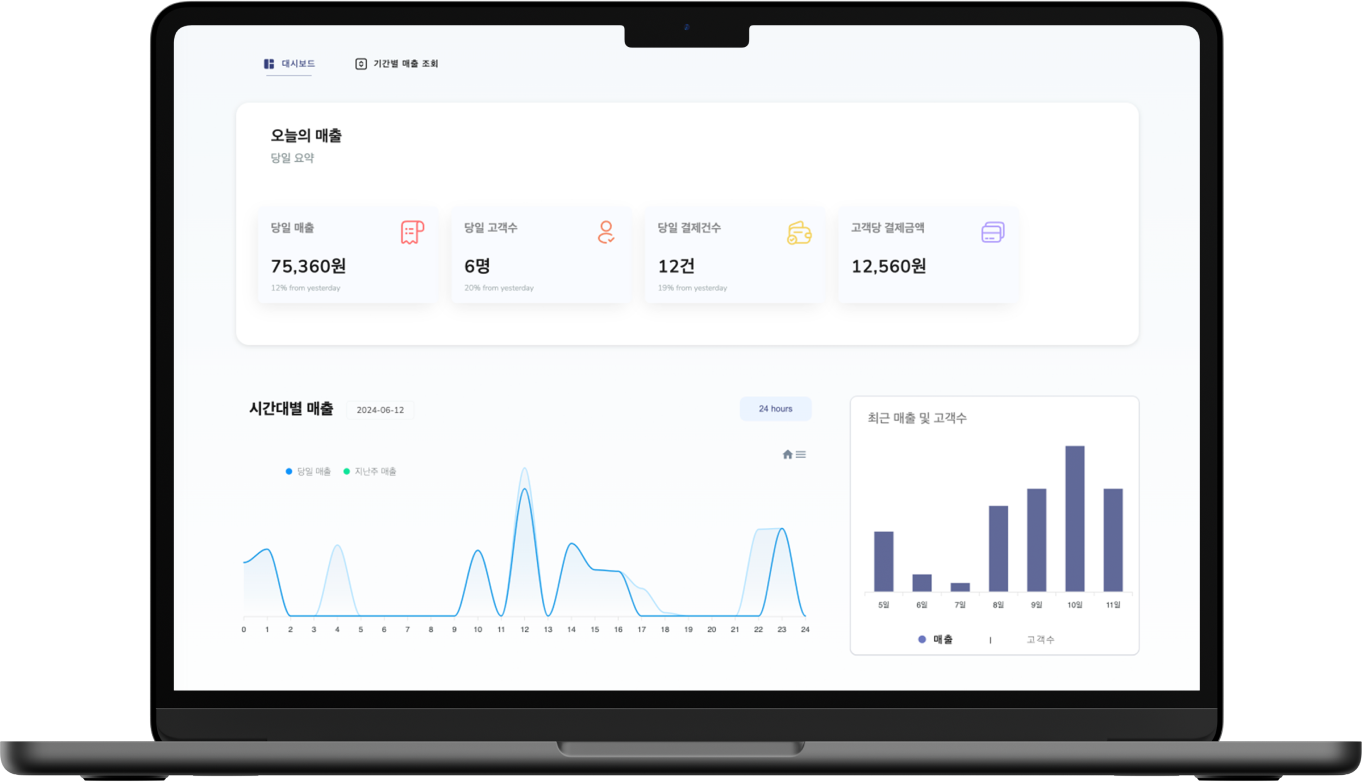 대시보드 기간별 매출 조회
오늘의 매출
당일 요약
당일 매출
75,360원
12% from yesterday
당일 고객수
6명
20% from yesterday
당일 결제건수
12건
19% from yesterday
고객당 결제금액
12,560원
시간대별 매출 2024-06-12
24 hours
당일 매출 지난주 매출
0 1 2 3 4 5 6 7 8 9 10 11 12 13 14 15 16 17 18 19 20 21 22 23 24
최근 매출 및 고객수
5일 6일 7일 8일 9일 10일 11일
매출 | 고객수